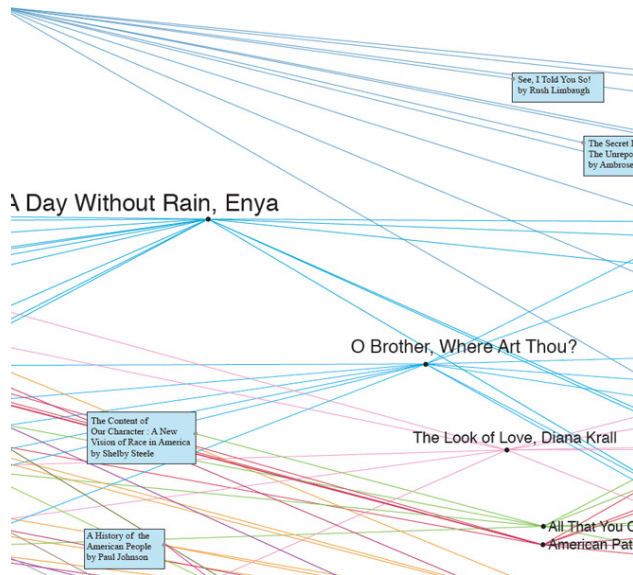 See, I Told You So!
by Rush Limbaugh
The Secret
The
by Ambrose
A Day Without Rain, Enya
O Brother, Where Art Thou?
The Content of
Our Character : A New
Vision of Race in America
by Shelby Steele
The Look of Love, Diana Krall
All That You
American
A History of the
American People
by Paul Johnson